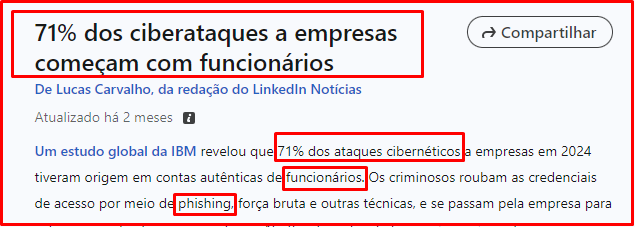 71% dos ciberataques a empresas
começam com funcionários
Compartilhar
De Lucas Carvalho, da redação do LinkedIn Notícias
Atualizado há 2 meses
Um estudo global da IBM revelou que 71% dos ataques cibernéticos a empresas em 2024
tiveram origem em contas autênticas de funcionários. Os criminosos roubam as credenciais
de acesso por meio de phishing, força bruta e outras técnicas, e se passam pela empresa para